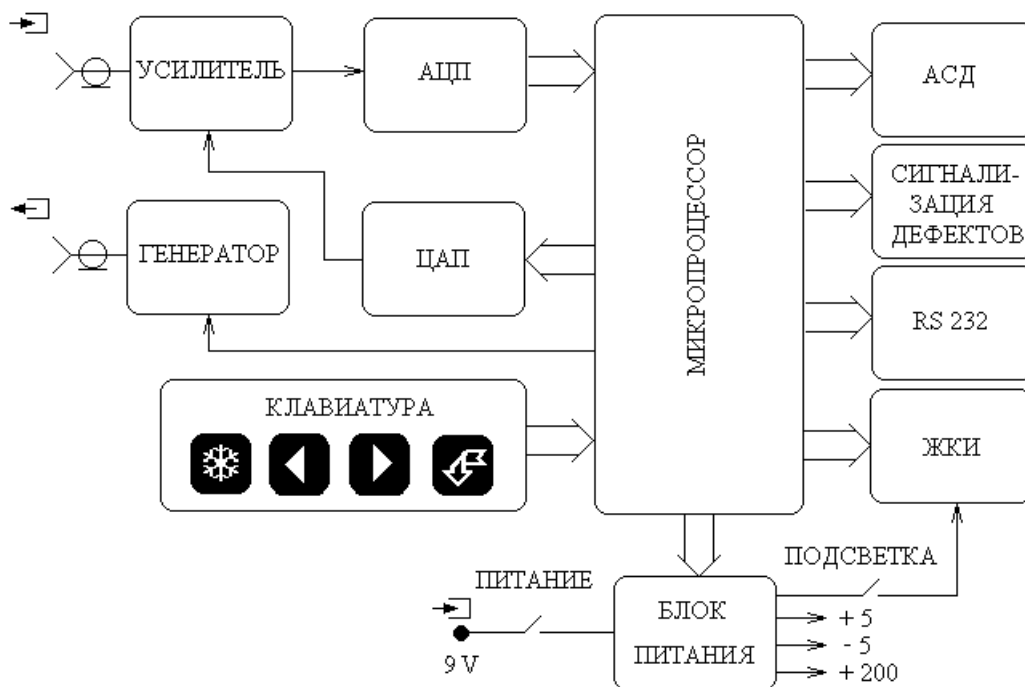 УСИЛИТЕЛЬ
АЦП
МИКРОПРОЦЕССОР
АСД
СИГНАЛИ-
ЗАЦИЯ
ДЕФЕКТОВ
ГЕНЕРАТОР
ЦАП
RS 232
КЛАВИАТУРА
ЖКИ
ПИТАНИЕ
ПОДСВЕТКА
9 V
БЛОК
ПИТАНИЯ
+ 5
- 5
+ 200